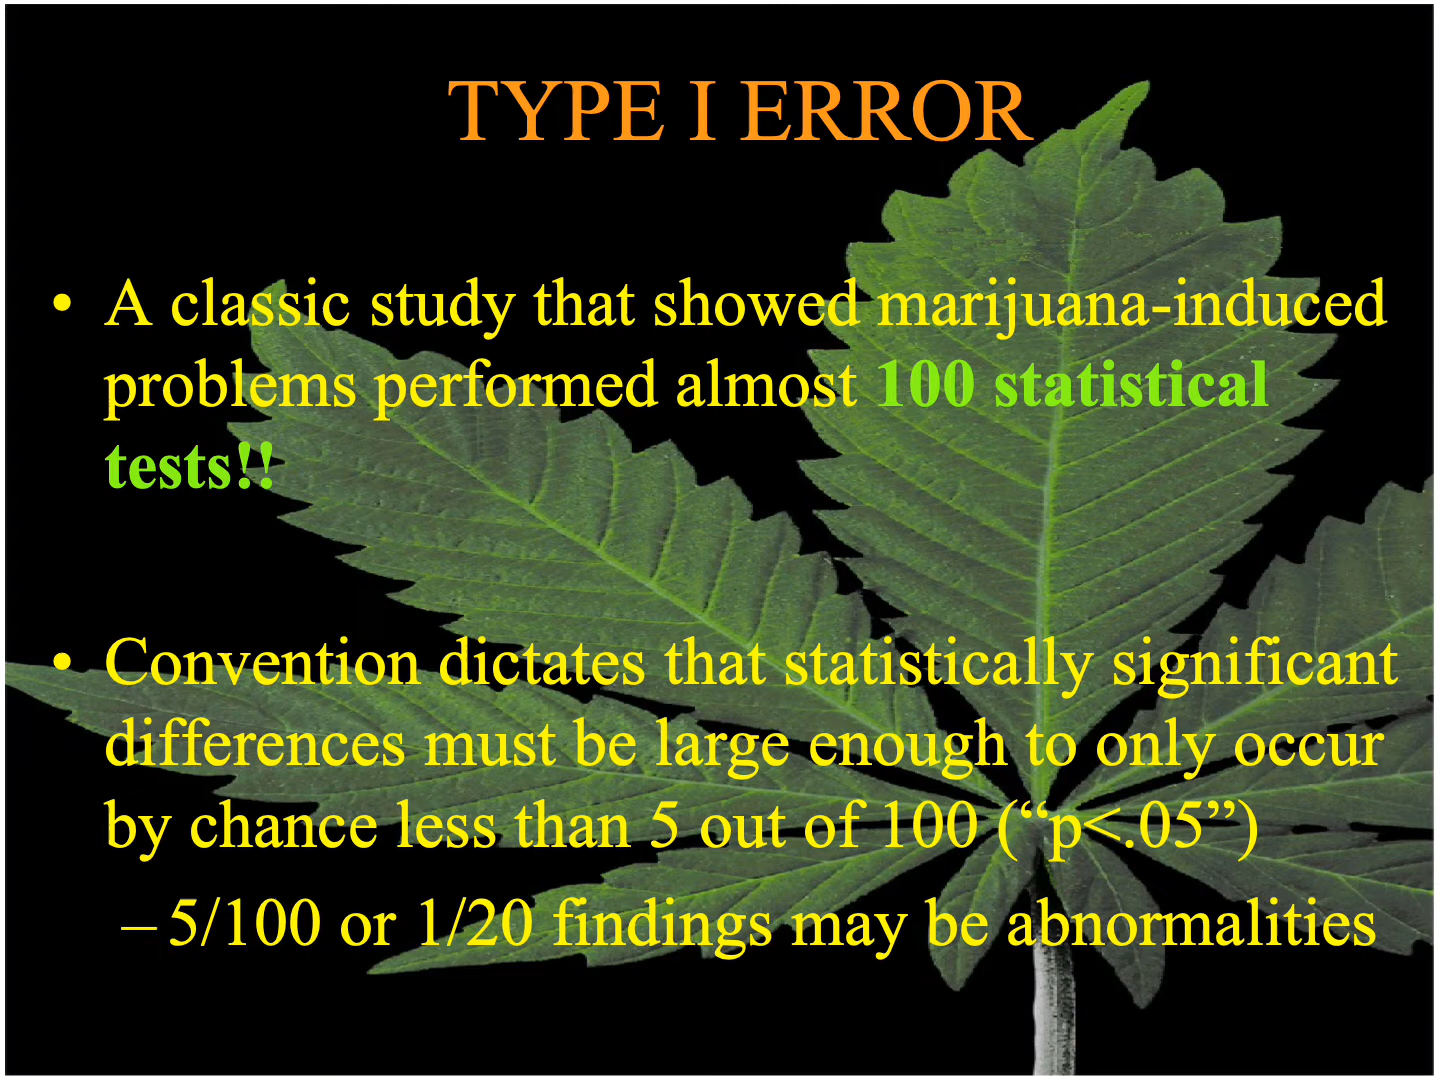 TYPE I ERROR
• A classic study that showed marijuana-induced
problems performed almost 100 statistical
tests!!
• Convention dictates that statistically significant
differences must be large enough to only occur
by chance less than 5 out of 100 (“p<.05”)
– 5/100 or 1/20 findings may be abnormalities